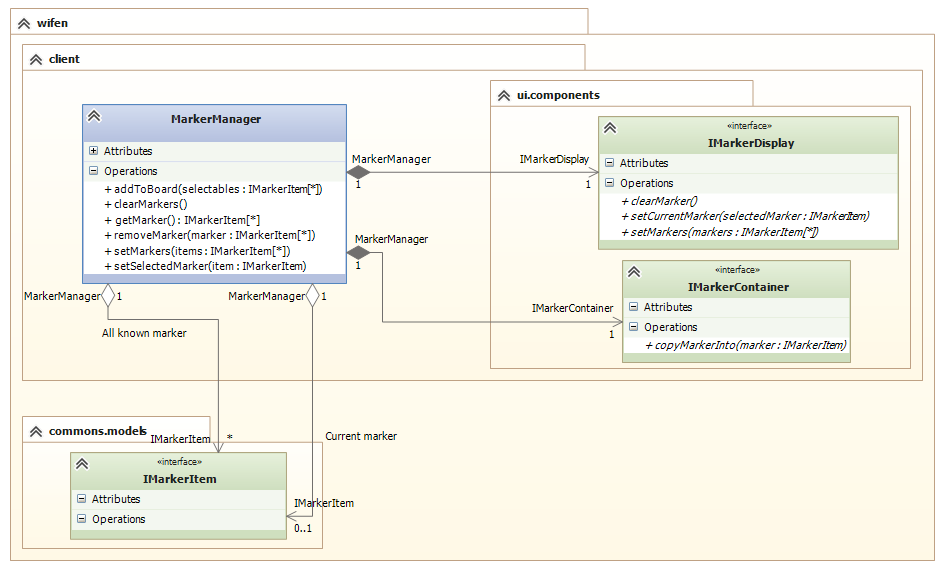 wifen
client
ui.components
MarkerManager
Attributes
Operations
+ addToBoard(selectables : IMarkerItem[*])
+ clearMarkers()
+ getMarker() : IMarkerItem[*]
+ removeMarker(marker : IMarkerItem[*])
+ setMarkers(items : IMarkerItem[*])
+ setSelectedMarker(item : IMarkerItem)
MarkerManager
1
IMarkerDisplay
1
«interface»
IMarkerDisplay
Attributes
Operations
+ clearMarker()
+ setCurrentMarker(selectedMarker : IMarkerItem)
+ setMarkers(markers : IMarkerItem[*])
MarkerManager
1
IMarkerContainer
1
«interface»
IMarkerContainer
Attributes
Operations
+ copyMarkerInto(marker : IMarkerItem)
MarkerManager
1
MarkerManager
1
All known marker
commons.models
IMarkerItem
*
Current marker
«interface»
IMarkerItem
Attributes
Operations
IMarkerItem
0..1